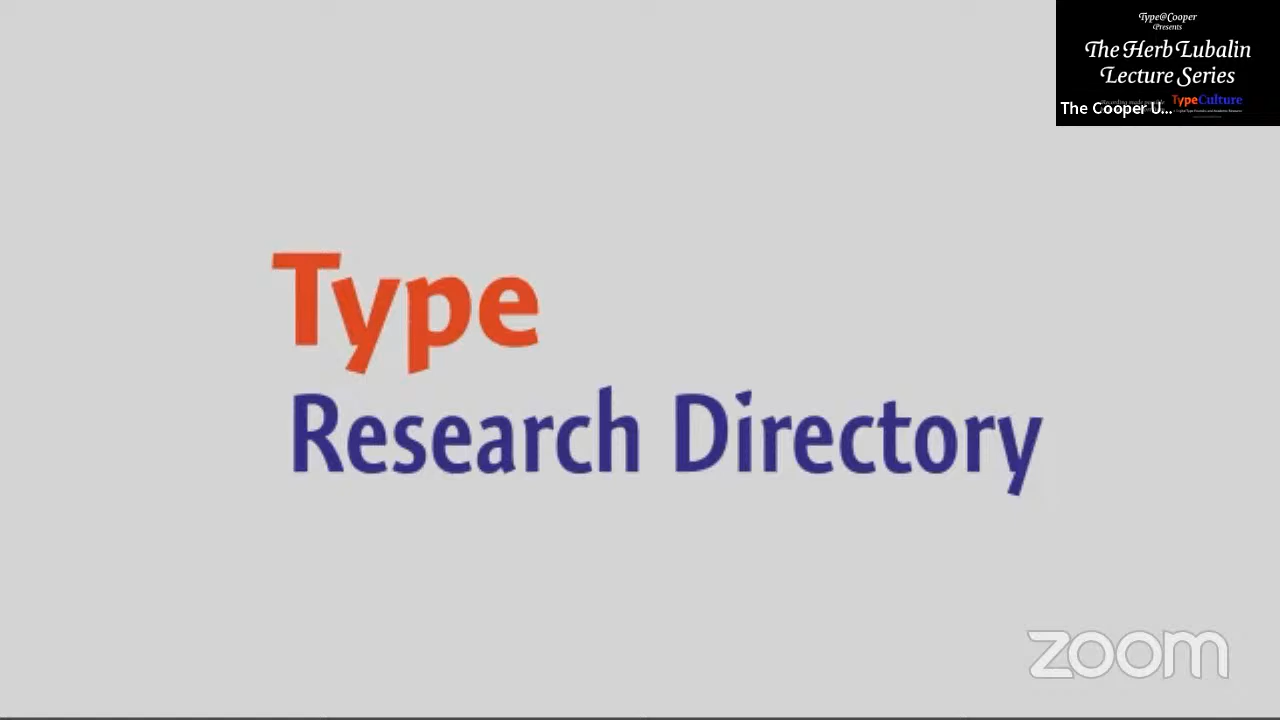 Type@Cooper
Presents
The Herb Lubalin
Lecture Series
TypeCulture
The Cooper U...
Type
Research Directory
zoom